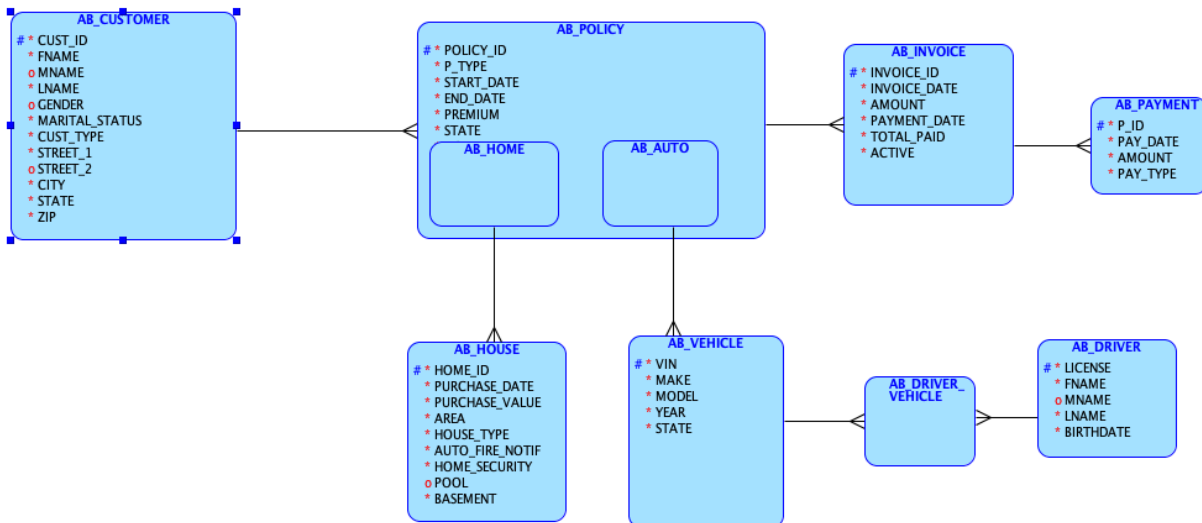 AB_CUSTOMER
# * CUST_ID
* FNAME
o MNAME
* LNAME
o GENDER
* MARITAL_STATUS
* CUST_TYPE
* STREET_1
o STREET_2
* CITY
* STATE
* ZIP
AB_POLICY
# * POLICY_ID
* P_TYPE
* START_DATE
* END_DATE
* PREMIUM
* STATE
AB_HOME
AB_AUTO
AB_INVOICE
# * INVOICE_ID
* INVOICE_DATE
* AMOUNT
* PAYMENT_DATE
* TOTAL_PAID
* ACTIVE
AB_PAYMENT
# * P_ID
* PAY_DATE
* AMOUNT
* PAY_TYPE
AB_HOUSE
# * HOME_ID
* PURCHASE_DATE
* PURCHASE_VALUE
* AREA
* HOUSE_TYPE
* AUTO_FIRE_NOTIF
* HOME_SECURITY
o POOL
* BASEMENT
AB_VEHICLE
# * VIN
* MAKE
* MODEL
* YEAR
* STATE
AB_DRIVER_
VEHICLE
AB_DRIVER
# * LICENSE
* FNAME
o MNAME
* LNAME
* BIRTHDATE